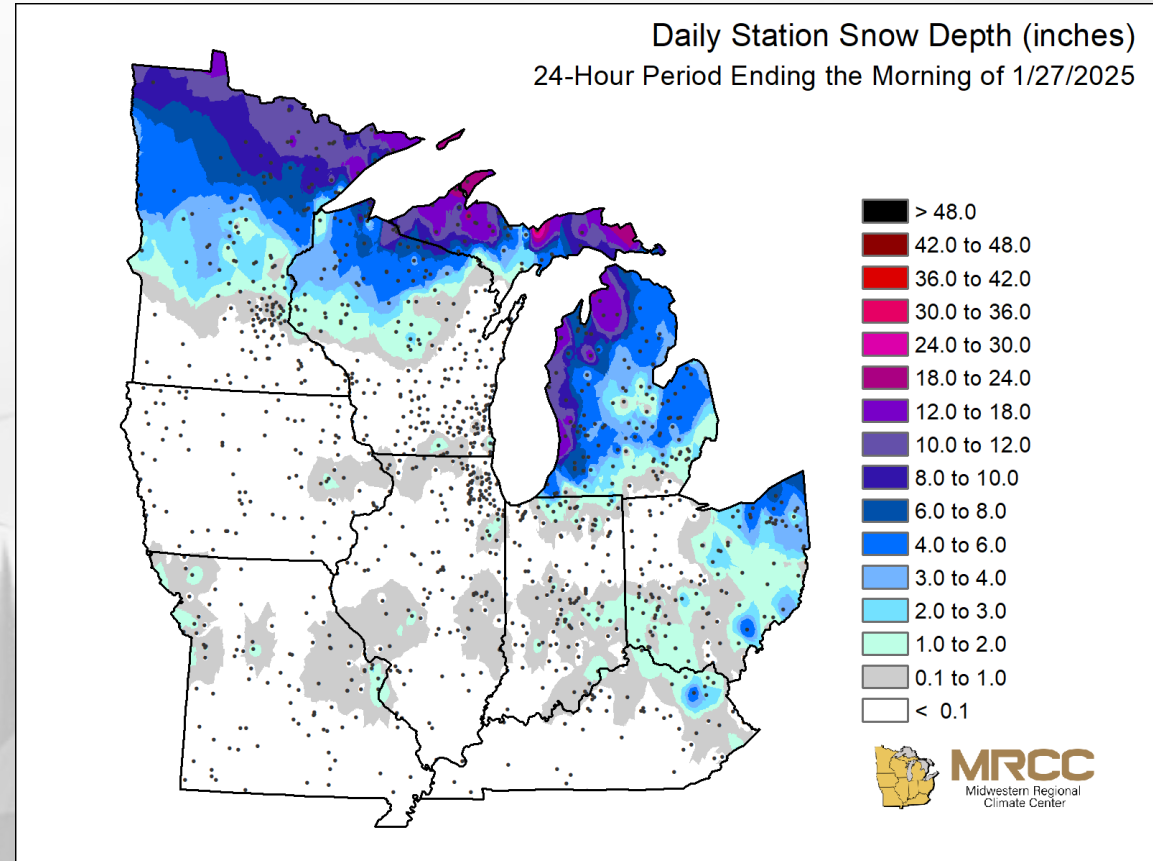 Daily Station Snow Depth (inches)
24-Hour Period Ending the Morning of 1/27/2025
> 48.0
42.0 to 48.0
36.0 to 42.0
30.0 to 36.0
24.0 to 30.0
18.0 to 24.0
12.0 to 18.0
10.0 to 12.0
8.0 to 10.0
6.0 to 8.0
4.0 to 6.0
3.0 to 4.0
2.0 to 3.0
1.0 to 2.0
0.1 to 1.0
< 0.1
MRCC
Midwestern Regional
Climate Center